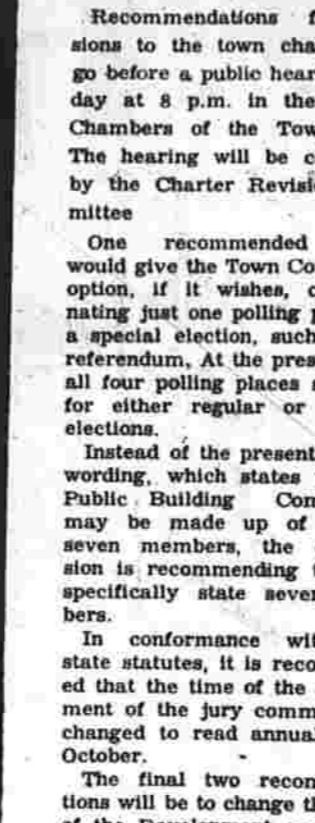 Recommendations f
sions to the town cha
go before a public hear
day at 8 p.m. in the
Chambers of the Tow
The hearing will be c
by the Charter Revisi
mittee
One recommended
would give the Town Co
option, if it wishes, o
nating just one polling p
a special election, such
referendum, At the pres
all four polling places a
for either regular or
elections.
Instead of the present
wording, which states
Public Building Com
may be made up of
seven members, the
sion is recommending t
specifically state seven
bers.
In conformance wit
state statutes, it is reco
ed that the time of the
ment of the jury comm
changed to read annual
October.
The final two recom
tions will be to change th
of the Development